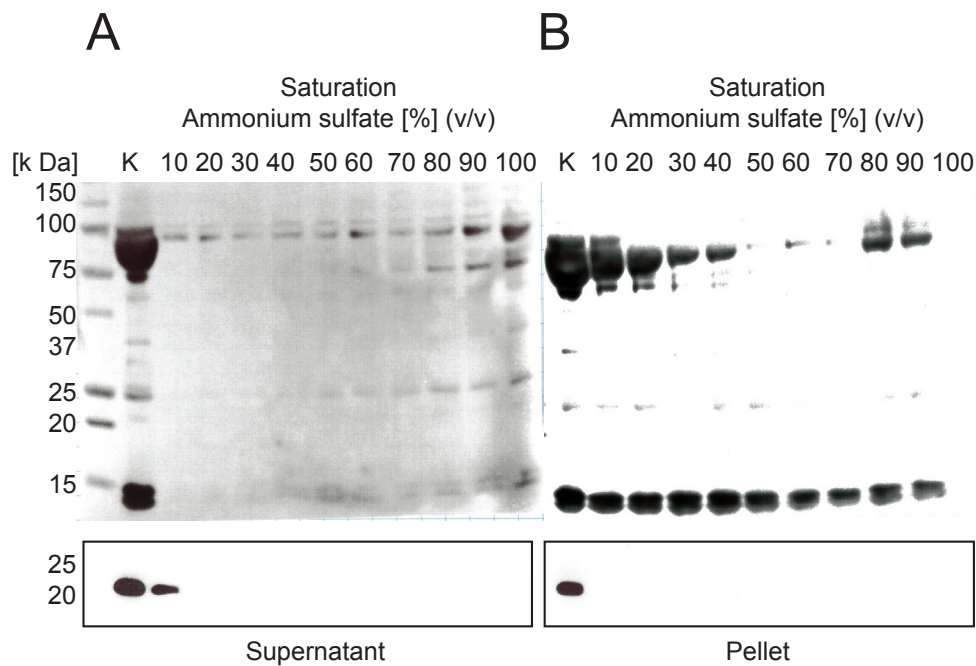 A
B
Saturation
Ammonium sulfate [%] (v/v)
Saturation
Ammonium sulfate [%] (v/v)
[k Da] K 10 20 30 40 50 60 70 80 90 100
K 10 20 30 40 50 60 70 80 90 100
150
100
75
50
37
25
20
15
25
20
Supernatant
Pellet